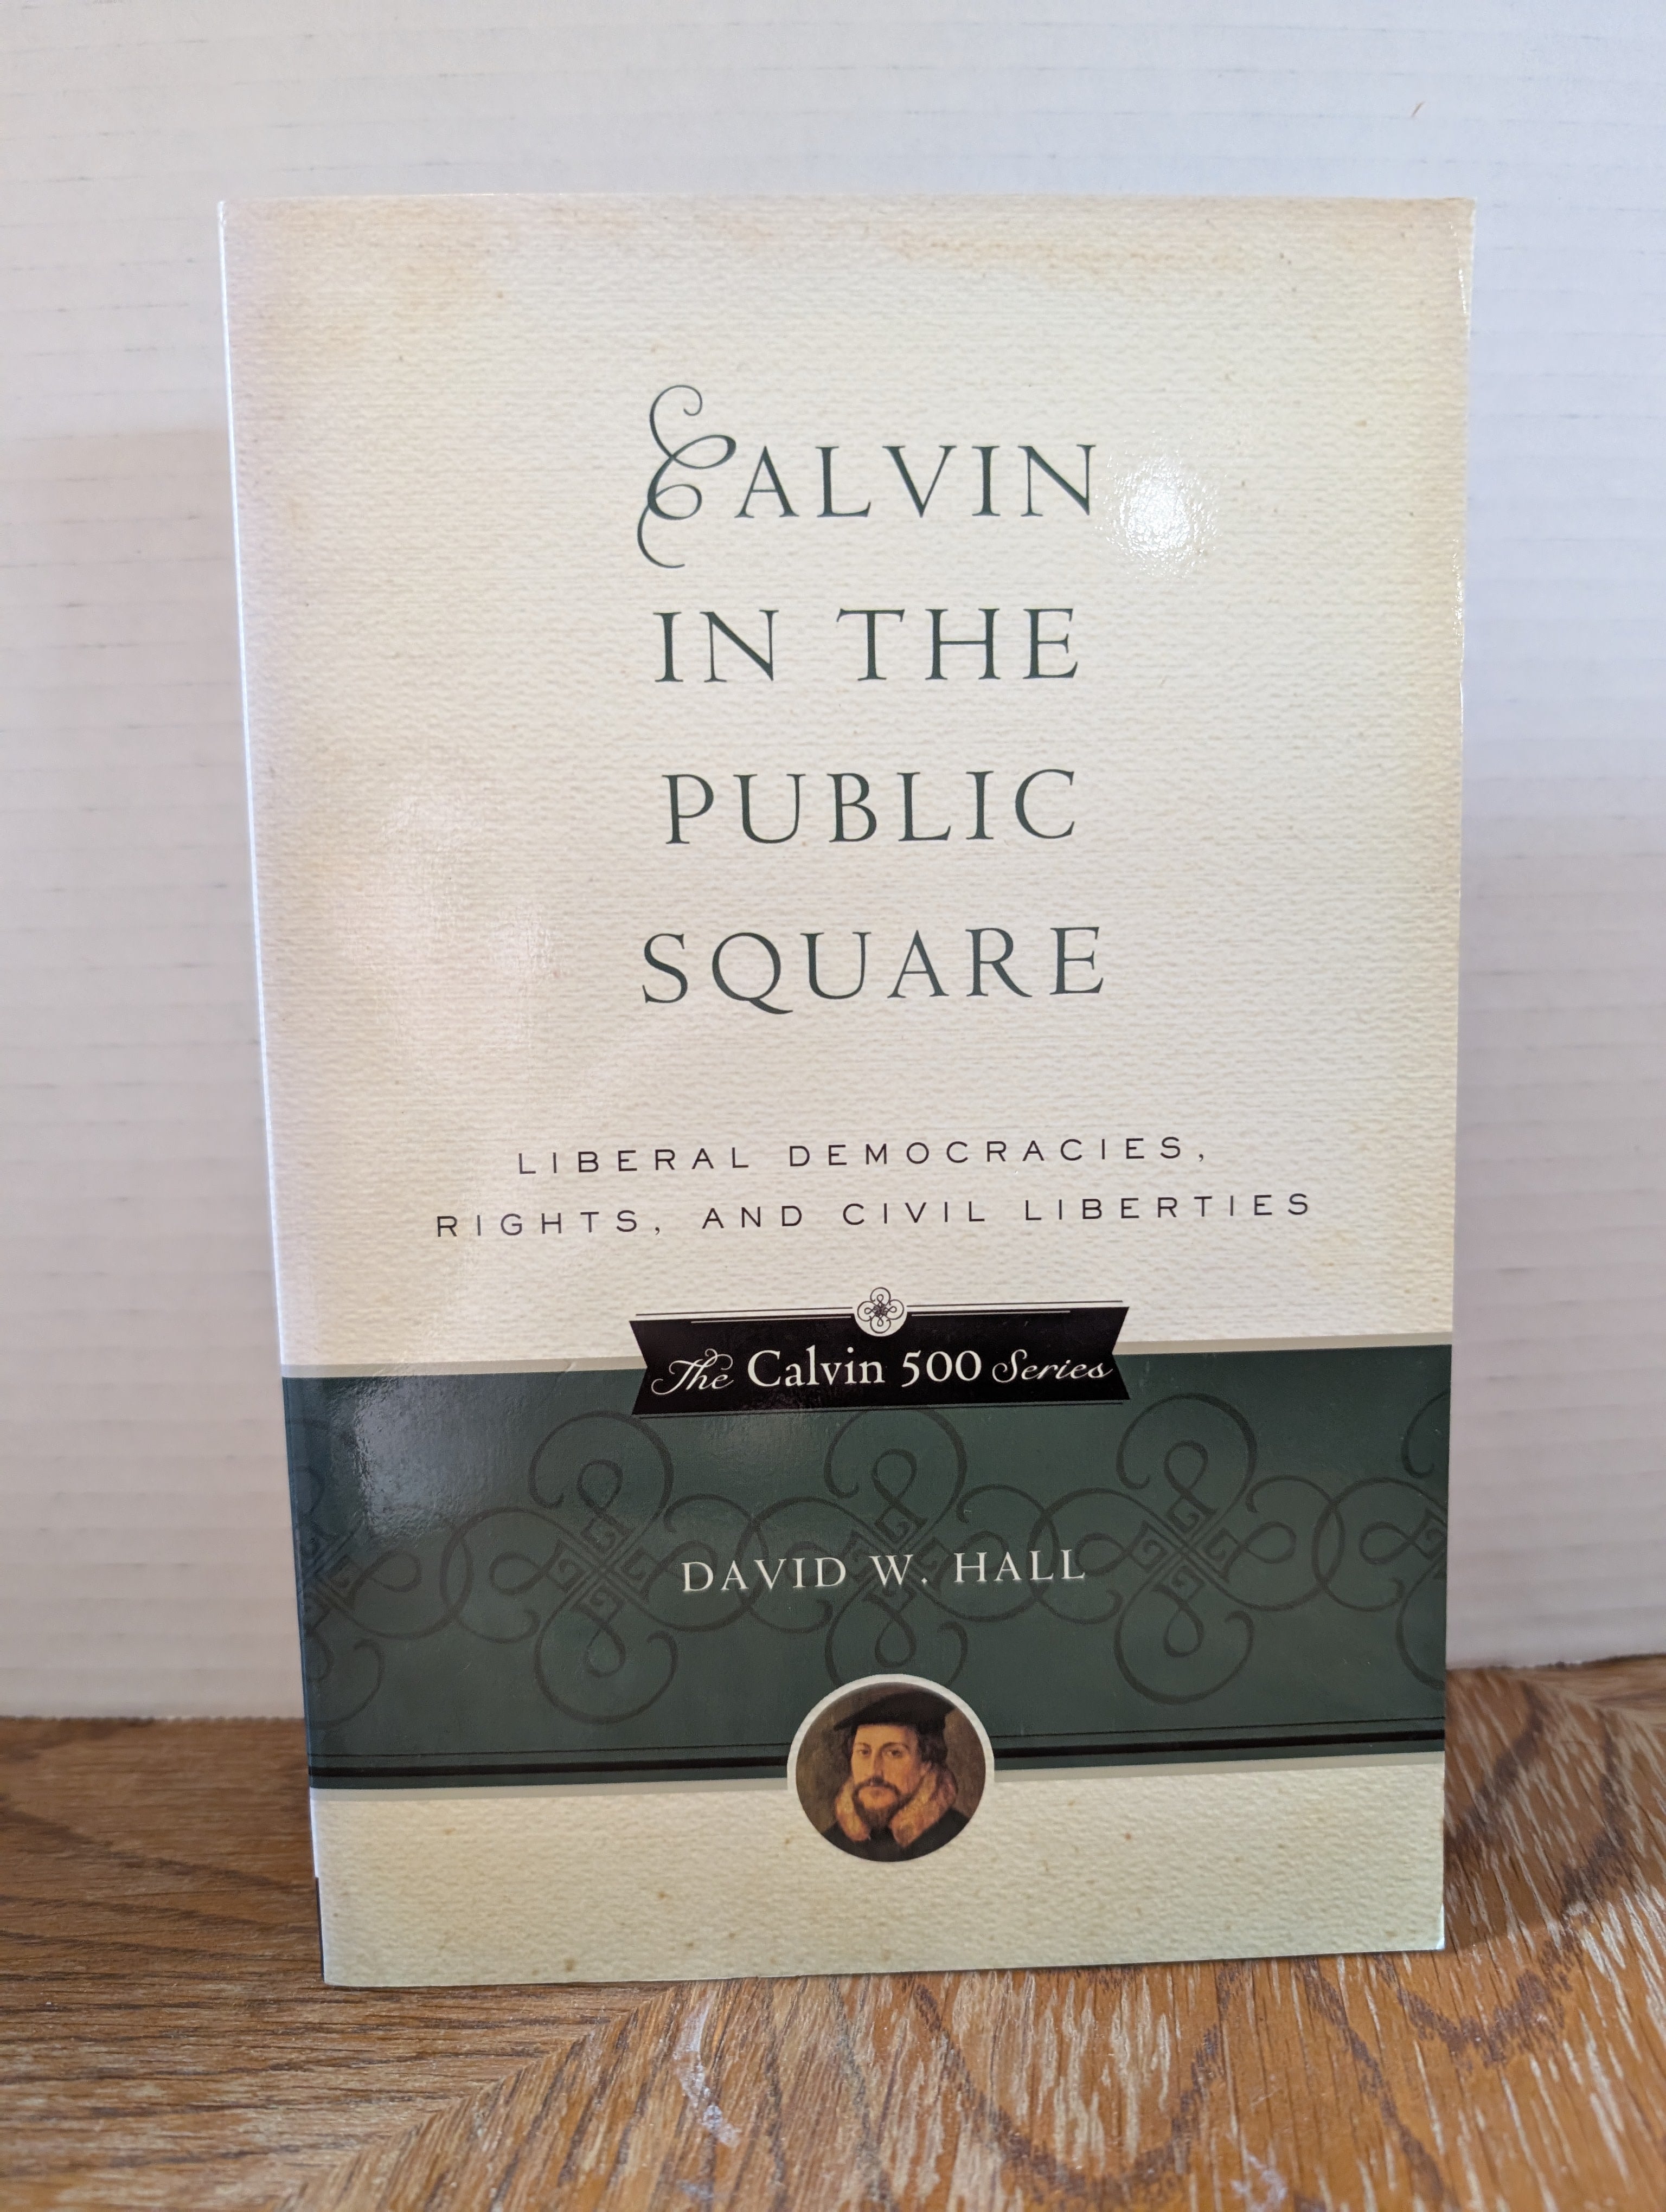 CALVIN
IN THE
PUBLIC
SQUARE
LIBERAL DEMOCRACIES,
RIGHTS, AND CIVIL LIBERTIES
The Calvin 500 Series
DAVID W. HALL